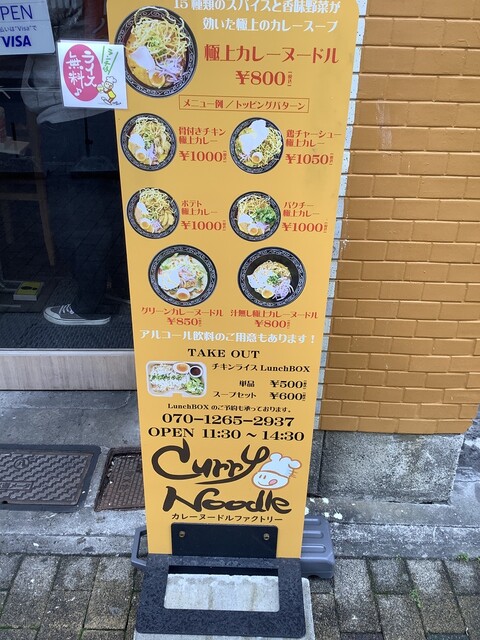 15種類のスパイスと香味野菜が
効いた極上のカレースープ
極上カレーヌードル
¥800
OPEN
"Visa"で
VISA
ライス
無料♪
メニュー例／トッピングパターン
骨付きチキン
極上カレー
¥1000
鶏チャーシュー
極上カレー
¥1050
ポテト
極上カレー
¥1000
パクチー
極上カレー
¥1000
グリーンカレーヌードル
¥850
汁無し極上カレーヌードル
¥800
アルコール飲料のご用意もあります！
TAKE OUT
チキンライス LunchBOX
単品 ¥500
スープセット ¥600
LunchBOX のご予約も承っております。
070-1265-2937
OPEN 11:30 ~ 14:30
Curry
Noodle
カレーヌードルファクトリー